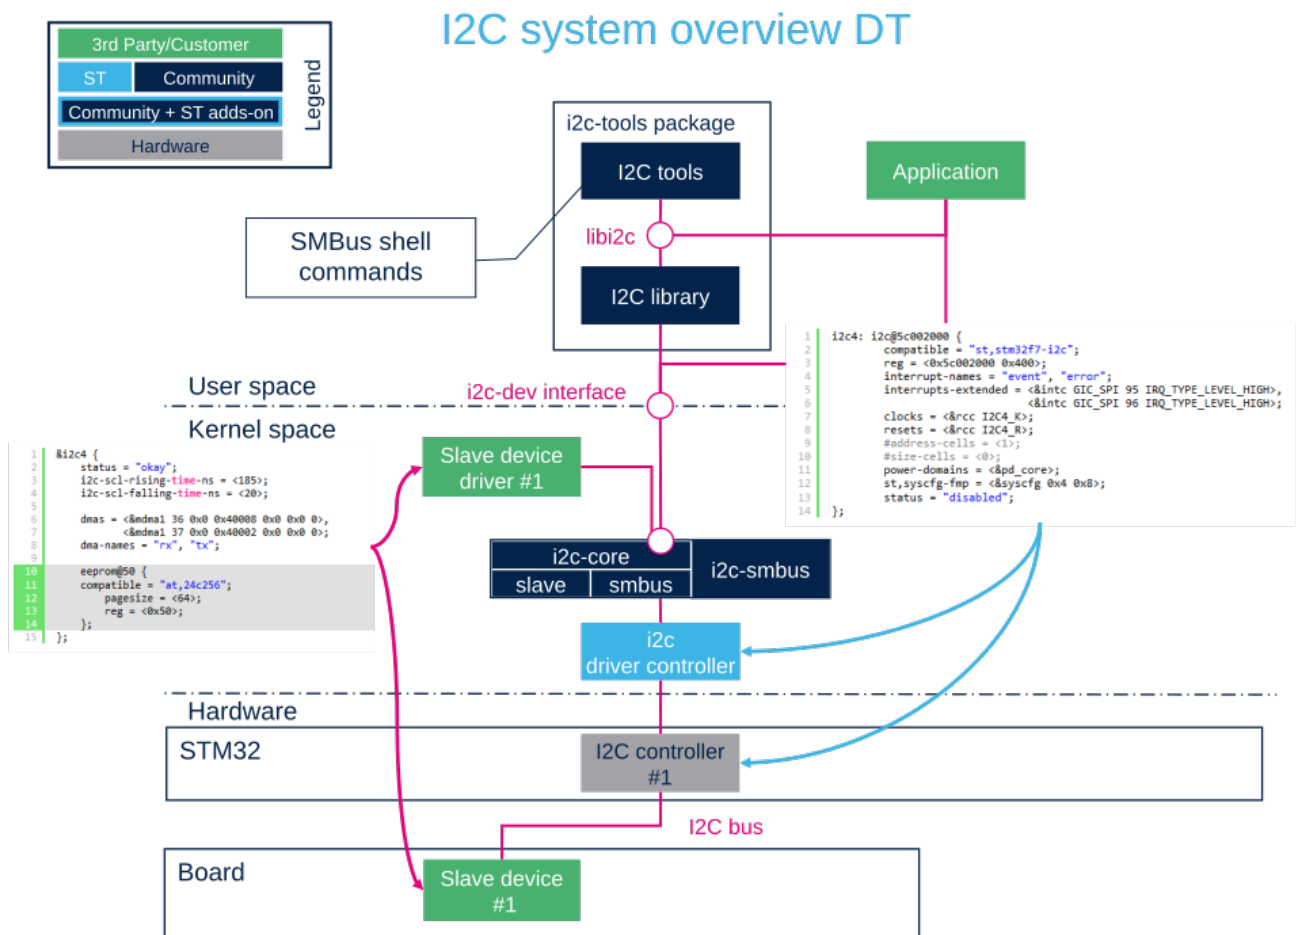 I2C system overview DT
3rd Party/Customer
ST
Community
Community + ST adds-on
Hardware
Legend
i2c-tools package
I2C tools
Application
SMBus shell
commands
libi2c
I2C library
1 i2c4: i2c@5c002000 {
2 compatible = "st,stm32f7-i2c";
3 reg = <0x5c002000 0x400>;
4 interrupt-names = "event", "error";
5 interrupts-extended = <&intc GIC_SPI 95 IRQ_TYPE_LEVEL_HIGH>,
6 <&intc GIC_SPI 96 IRQ_TYPE_LEVEL_HIGH>;
7 clocks = <&rcc I2C4_K>;
8 resets = <&rcc I2C4_R>;
9 #address-cells = <1>;
10 #size-cells = <0>;
11 power-domains = <&pd_core>;
12 st,syscfg-fmp = <&syscfg 0x4 0x8>;
13 status = "disabled";
14 };
User space
i2c-dev interface
Kernel space
1 &i2c4 {
2 status = "okay";
3 i2c-scl-rising-time-ns = <185>;
4 i2c-scl-falling-time-ns = <20>;
5
6 dmas = <&mdma1 36 0x0 0x40008 0x0 0x0 0>,
7 <&mdma1 37 0x0 0x40002 0x0 0x0 0>;
8 dma-names = "rx", "tx";
9
10 eeprom@50 {
11 compatible = "at,24c256";
12 pagesize = <64>;
13 reg = <0x50>;
14 };
15 };
Slave device
driver #1
i2c-core
slave
smbus
i2c-smbus
i2c
driver controller
Hardware
STM32
I2C controller
#1
I2C bus
Board
Slave device
#1